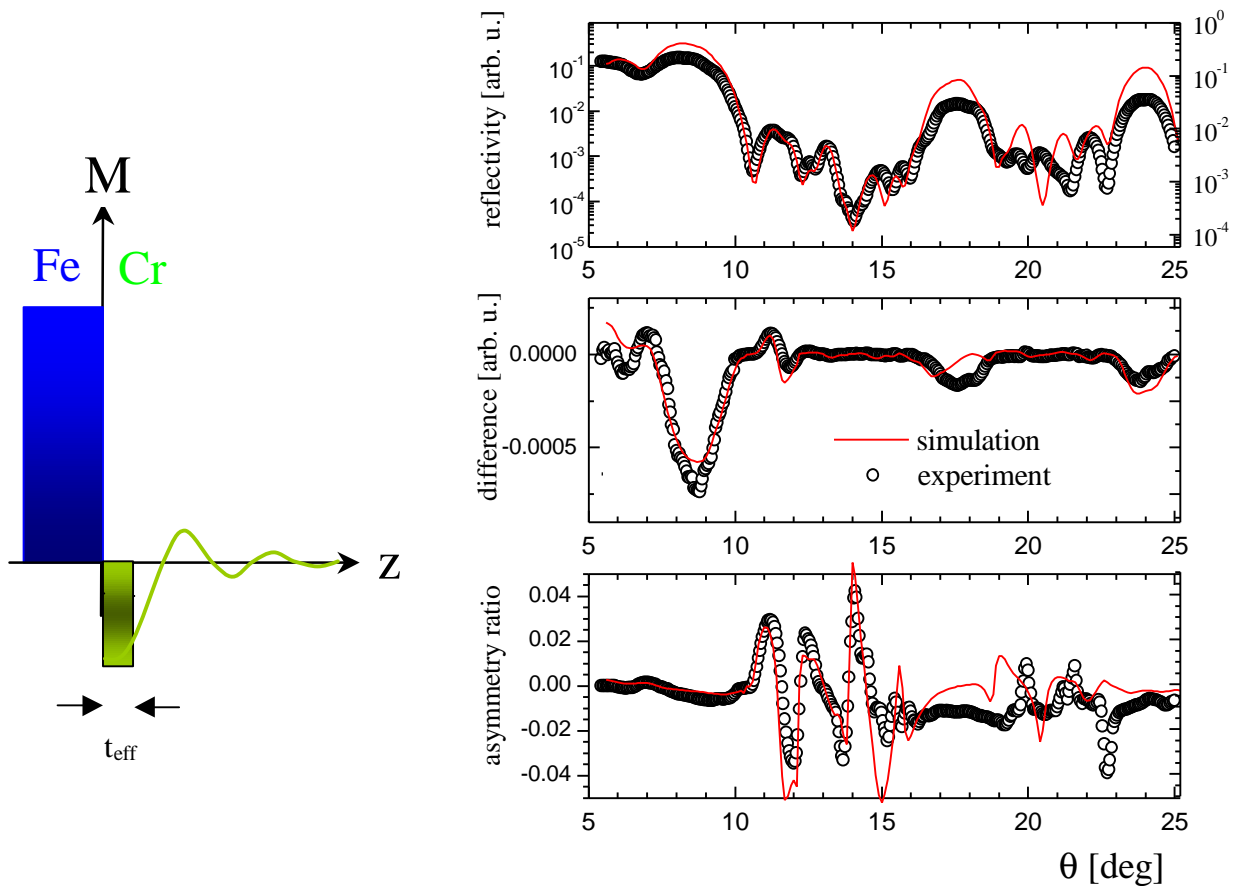 M
Fe Cr
z
t_eff
reflectivity [arb. u.]
10^-1
10^-2
10^-3
10^-4
10^-5
10^0
10^-1
10^-2
10^-3
10^-4
5 10 15 20 25
difference [arb. u.]
0.0000
-0.0005
simulation
experiment
5 10 15 20 25
asymmetry ratio
0.04
0.02
0.00
-0.02
-0.04
5 10 15 20 25
θ [deg]